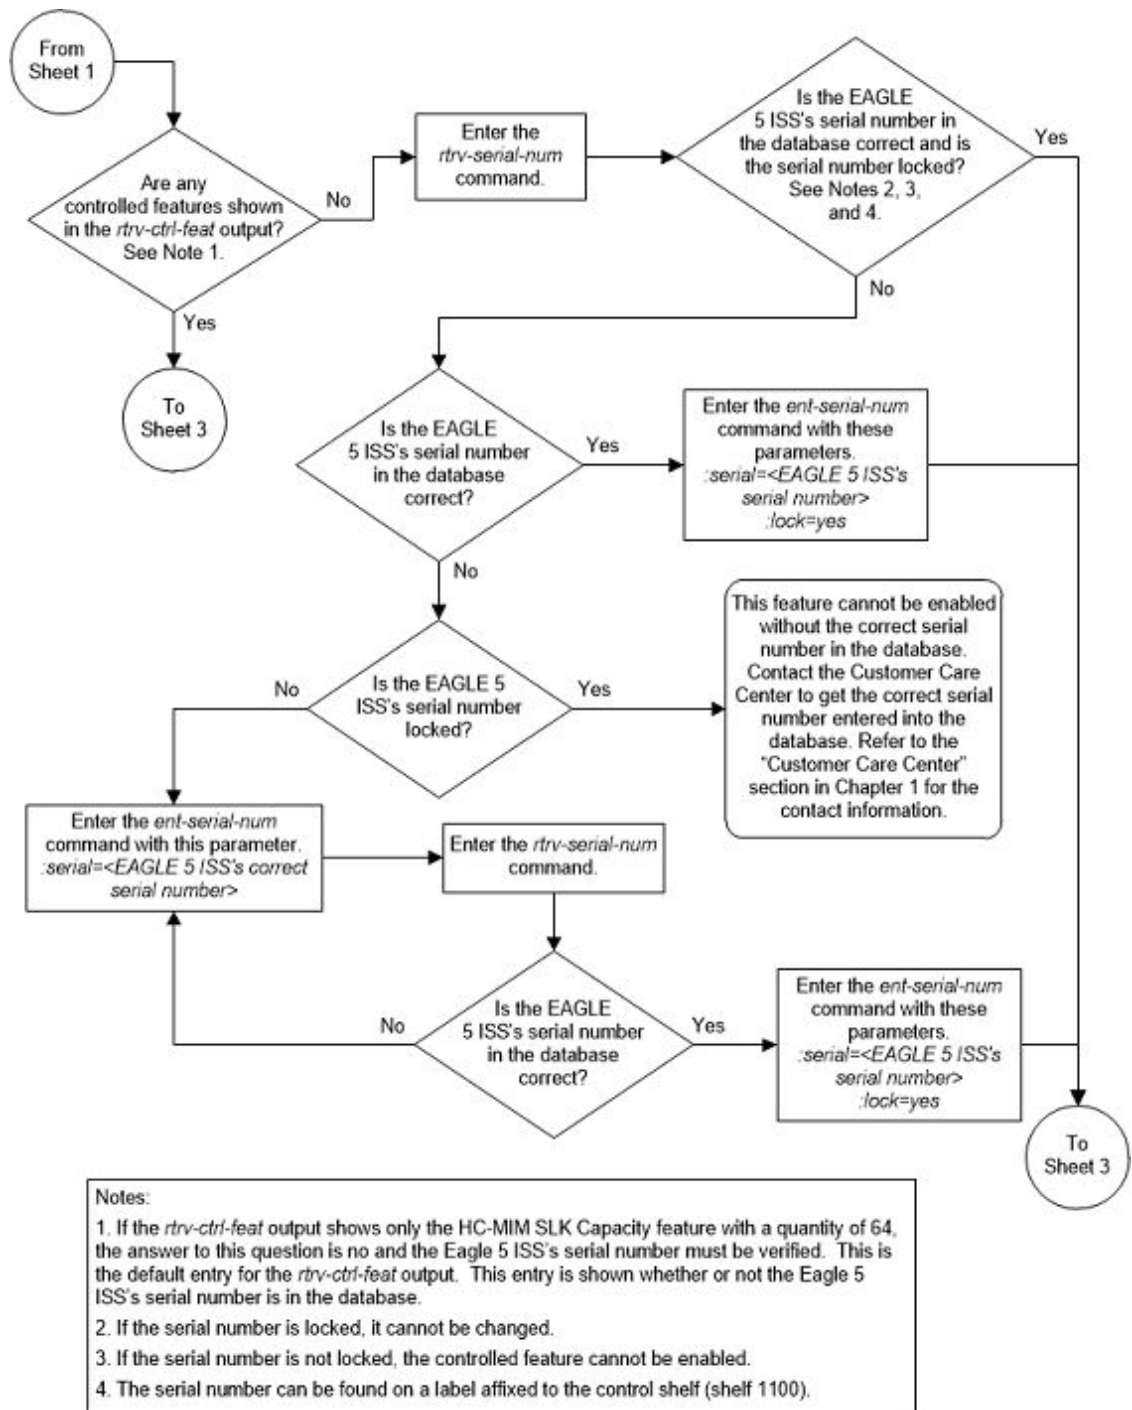 From
Sheet 1
Are any
controlled features shown
in the rtrv-ctrl-feat output?
See Note 1.
No
Yes
To
Sheet 3
Enter the
rtrv-serial-num
command.
Is the EAGLE
5 ISS's serial number in
the database correct and is
the serial number locked?
See Notes 2, 3,
and 4.
Yes
No
Is the EAGLE
5 ISS's serial number
in the database
correct?
Yes
No
Enter the ent-serial-num
command with these
parameters.
:serial=<EAGLE 5 ISS's
serial number>
:lock=yes
Is the EAGLE 5
ISS's serial number
locked?
No
Yes
This feature cannot be enabled
without the correct serial
number in the database.
Contact the Customer Care
Center to get the correct serial
number entered into the
database. Refer to the
"Customer Care Center"
section in Chapter 1 for the
contact information.
Enter the ent-serial-num
command with this parameter.
:serial=<EAGLE 5 ISS's correct
serial number>
Enter the rtrv-serial-num
command.
Is the EAGLE
5 ISS's serial number
in the database
correct?
No
Yes
Enter the ent-serial-num
command with these
parameters.
:serial=<EAGLE 5 ISS's
serial number>
:lock=yes
To
Sheet 3
Notes:
1. If the rtrv-ctrl-feat output shows only the HC-MIM SLK Capacity feature with a quantity of 64,
the answer to this question is no and the Eagle 5 ISS's serial number must be verified. This is
the default entry for the rtrv-ctrl-feat output. This entry is shown whether or not the Eagle 5
ISS's serial number is in the database.
2. If the serial number is locked, it cannot be changed.
3. If the serial number is not locked, the controlled feature cannot be enabled.
4. The serial number can be found on a label affixed to the control shelf (shelf 1100).